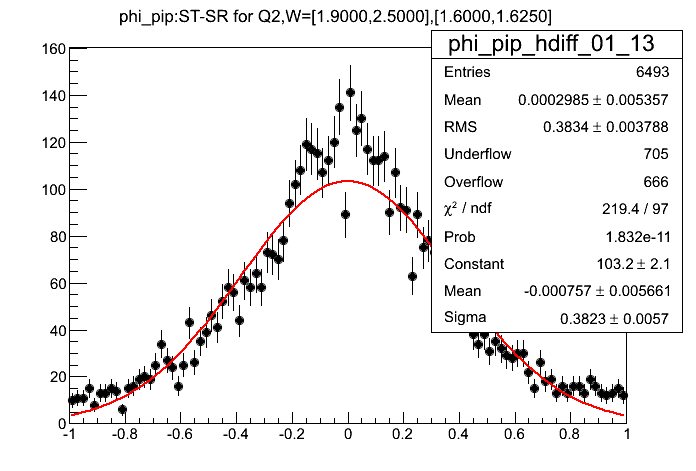 phi_pip:ST-SR for Q2,W=[1.9000,2.5000],[1.6000,1.6250]
phi_pip_hdiff_01_13
Entries 6493
Mean 0.0002985 ± 0.005357
RMS 0.3834 ± 0.003788
Underflow 705
Overflow 666
χ² / ndf 219.4 / 97
Prob 1.832e-11
Constant 103.2 ± 2.1
Mean -0.000757 ± 0.005661
Sigma 0.3823 ± 0.0057
160
140
120
100
80
60
40
20
0
-1 -0.8 -0.6 -0.4 -0.2 0 0.2 0.4 0.6 0.8 1